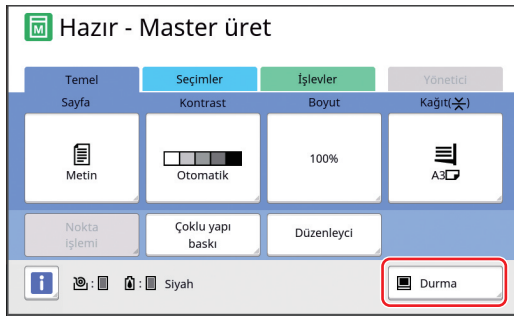 Hazır - Master üret
Temel
Seçimler
İşlevler
Yönetici
Sayfa
Kontrast
Boyut
Kağıt( )
Metin
Otomatik
100%
A3
Nokta
işlemi
Çoklu yapı
baskı
Düzenleyci
i
: : Siyah
Durma